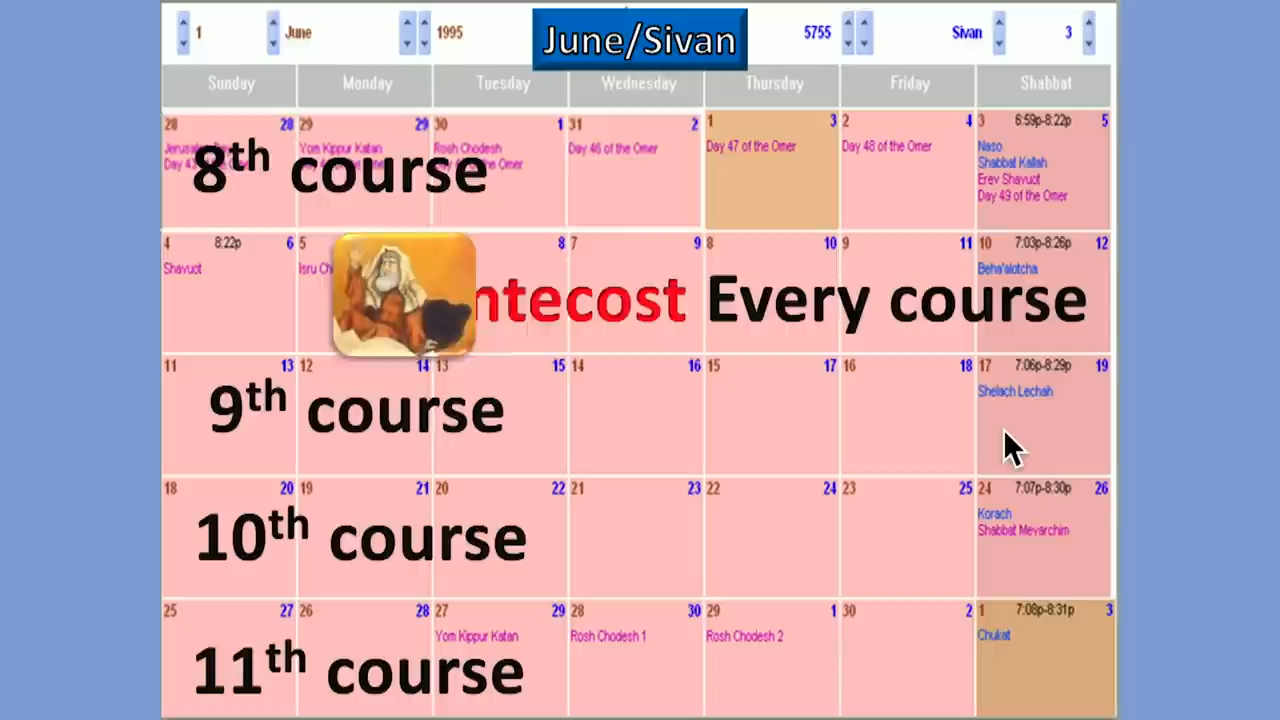 1 June 1995 June/Sivan 5755 Sivan 3
Sunday Monday Tuesday Wednesday Thursday Friday Shabbat
28 28 29 29 30 1 31 2 1 3 2 4 3 6:59p-8:22p 5
Yom Kippur Katan Rosh Chodesh Day 46 of the Omer Day 47 of the Omer Day 48 of the Omer Naso
Shabbat Kallah
Erev Shavuot
Day 49 of the Omer
8th course
4 8:22p 6 5 8 7 9 8 10 9 11 10 7:03p-8:26p 12
Shavuot Isru Beha'alotcha
ntecost Every course
11 13 12 14 13 15 14 16 15 17 16 18 17 7:06p-8:29p 19
Shelach Lechah
9th course
18 20 19 21 20 22 21 23 22 24 23 25 24 7:07p-8:30p 26
Korach
Shabbat Mevarchim
10th course
25 27 26 28 27 29 28 30 29 1 30 2 1 7:08p-8:31p 3
Yom Kippur Katan Rosh Chodesh 1 Rosh Chodesh 2 Chukat
11th course